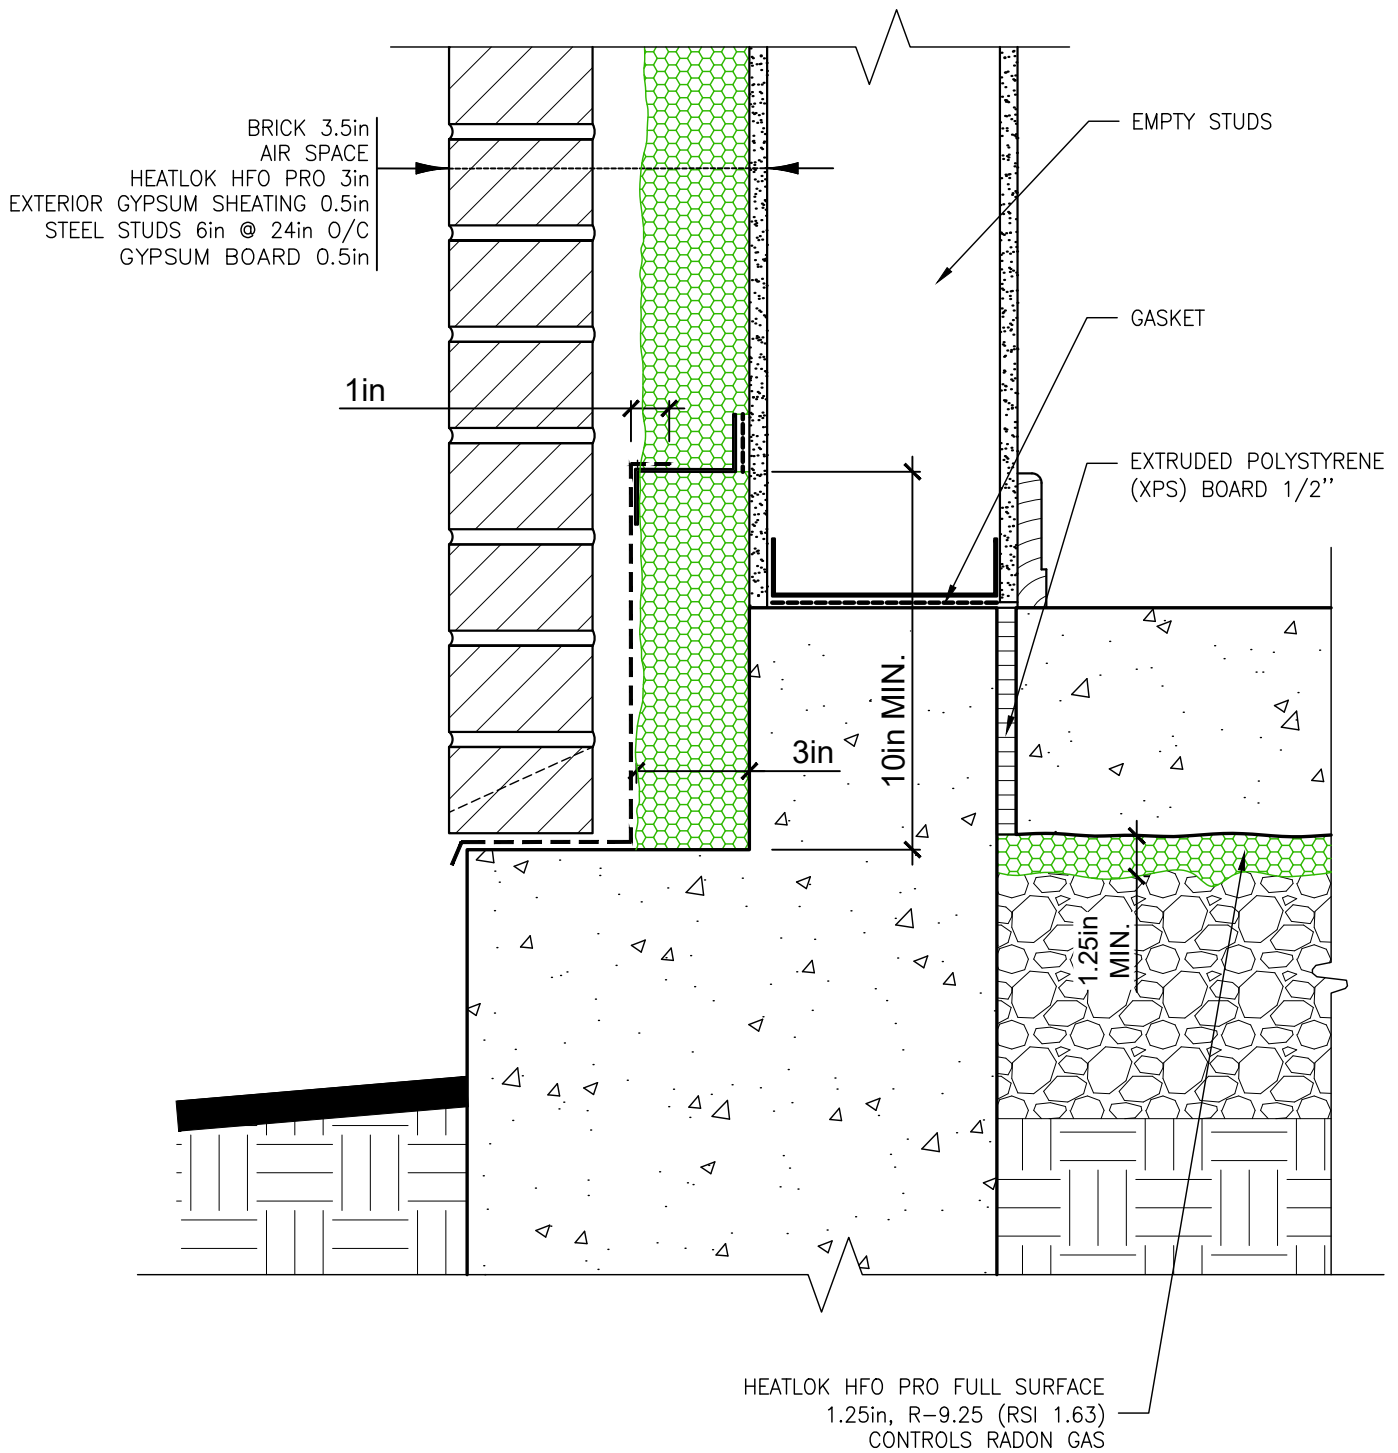 BRICK 3.5in
AIR SPACE
HEATLOK HFO PRO 3in
EXTERIOR GYPSUM SHEATING 0.5in
STEEL STUDS 6in @ 24in O/C
GYPSUM BOARD 0.5in
EMPTY STUDS
GASKET
1in
EXTRUDED POLYSTYRENE
(XPS) BOARD 1/2’’
10in MIN.
3in
1.25in
MIN.
HEATLOK HFO PRO FULL SURFACE
1.25in, R-9.25 (RSI 1.63)
CONTROLS RADON GAS